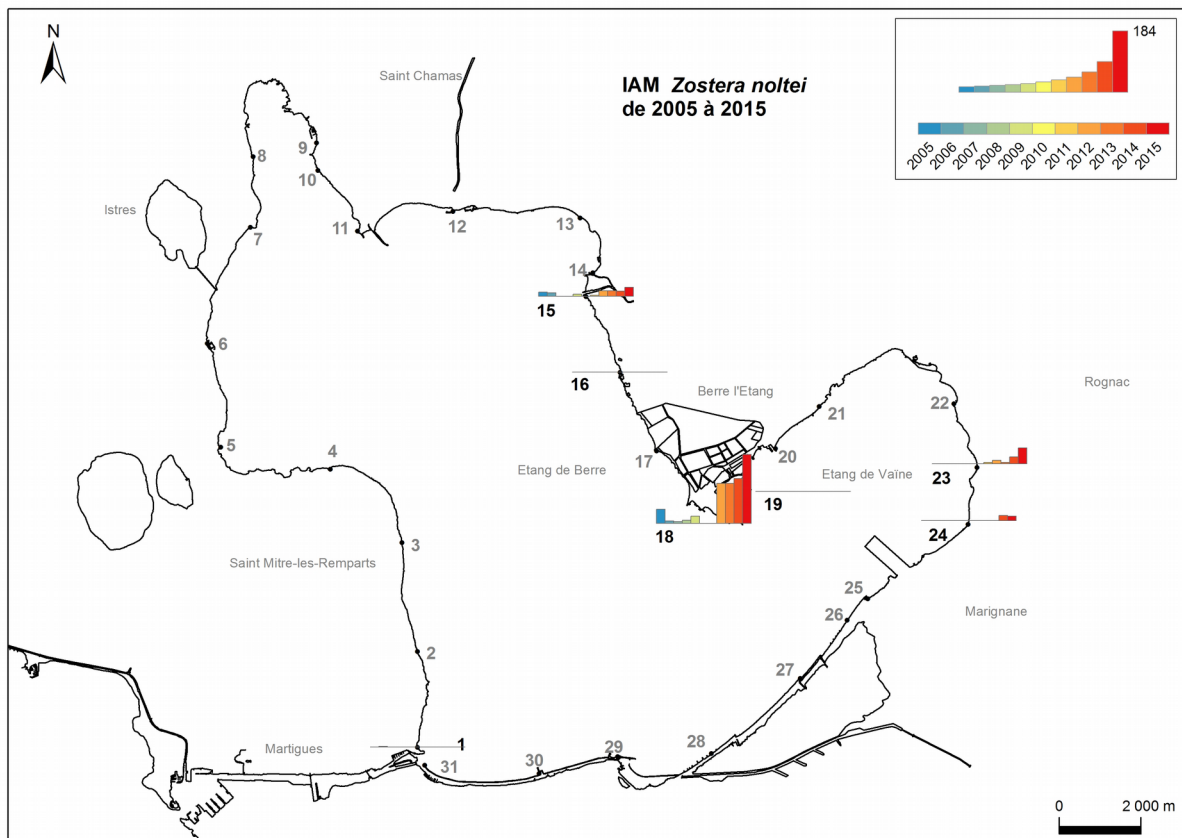 N
Saint Chamas
IAM Zostera noltei
de 2005 à 2015
184
2005 2006 2007 2008 2009 2010 2011 2012 2013 2014 2015
9
8
10
Istres
7
11
12
13
14
15
6
16
Berre l'Etang
Rognac
21
22
5
4
17
20
Etang de Berre
Etang de Vaïne
23
19
18
24
3
Saint Mitre-les-Remparts
25
Marignane
26
2
27
Martigues
1
29
28
31
30
0 2 000 m